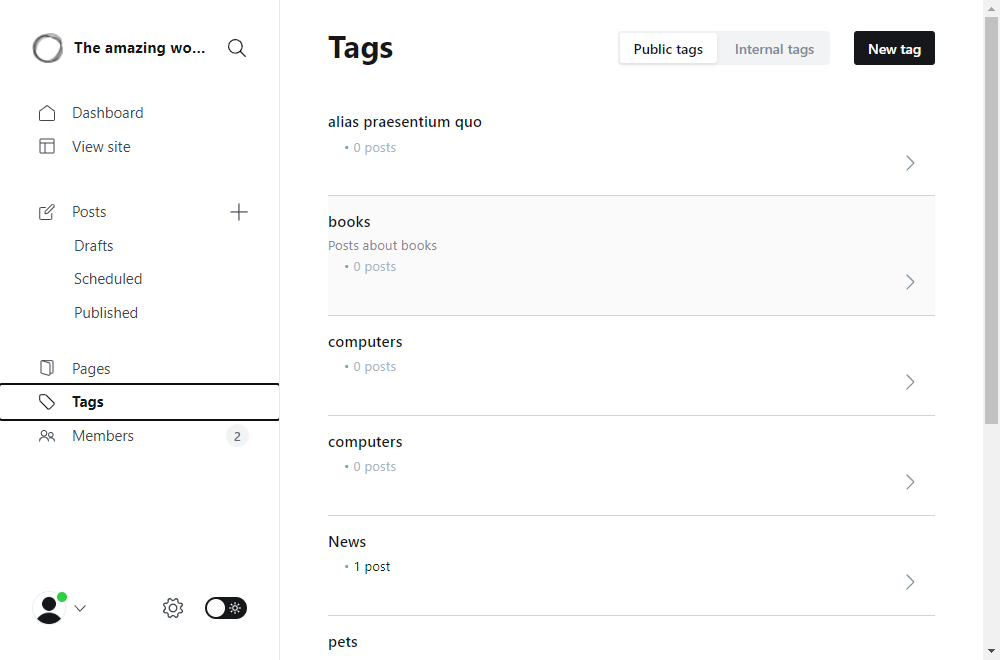 The amazing wo...
Dashboard
View site
Posts
Drafts
Scheduled
Published
Pages
Tags
Members
2
Tags
Public tags
Internal tags
New tag
alias praesentium quo
• 0 posts
books
Posts about books
• 0 posts
computers
• 0 posts
computers
• 0 posts
News
• 1 post
pets